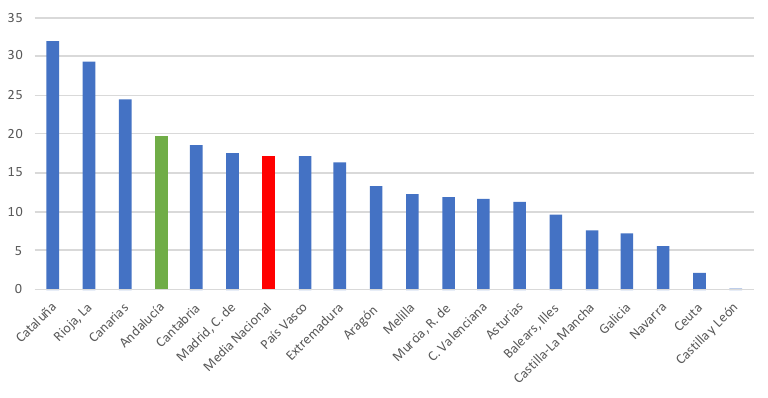 35
30
25
20
15
10
5
0
Cataluña
Rioja, La
Canarias
Andalucía
Cantabria
Madrid, C. de
Media Nacional
País Vasco
Extremadura
Aragón
Melilla
Murcia, R. de
C. Valenciana
Asturias
Balears, Illes
Castilla-La Mancha
Galicia
Navarra
Ceuta
Castilla y León